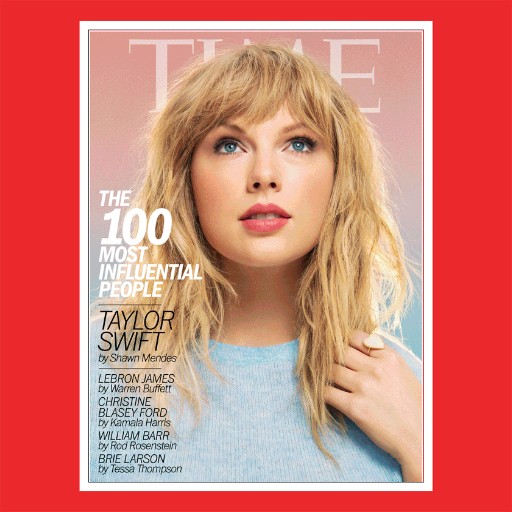 TIME
THE
100
MOST
INFLUENTIAL
PEOPLE
TAYLOR
SWIFT
by Shawn Mendes
LEBRON JAMES
by Warren Buffett
CHRISTINE
BLASEY FORD
by Kamala Harris
WILLIAM BARR
by Rod Rosenstein
BRIE LARSON
by Tessa Thompson